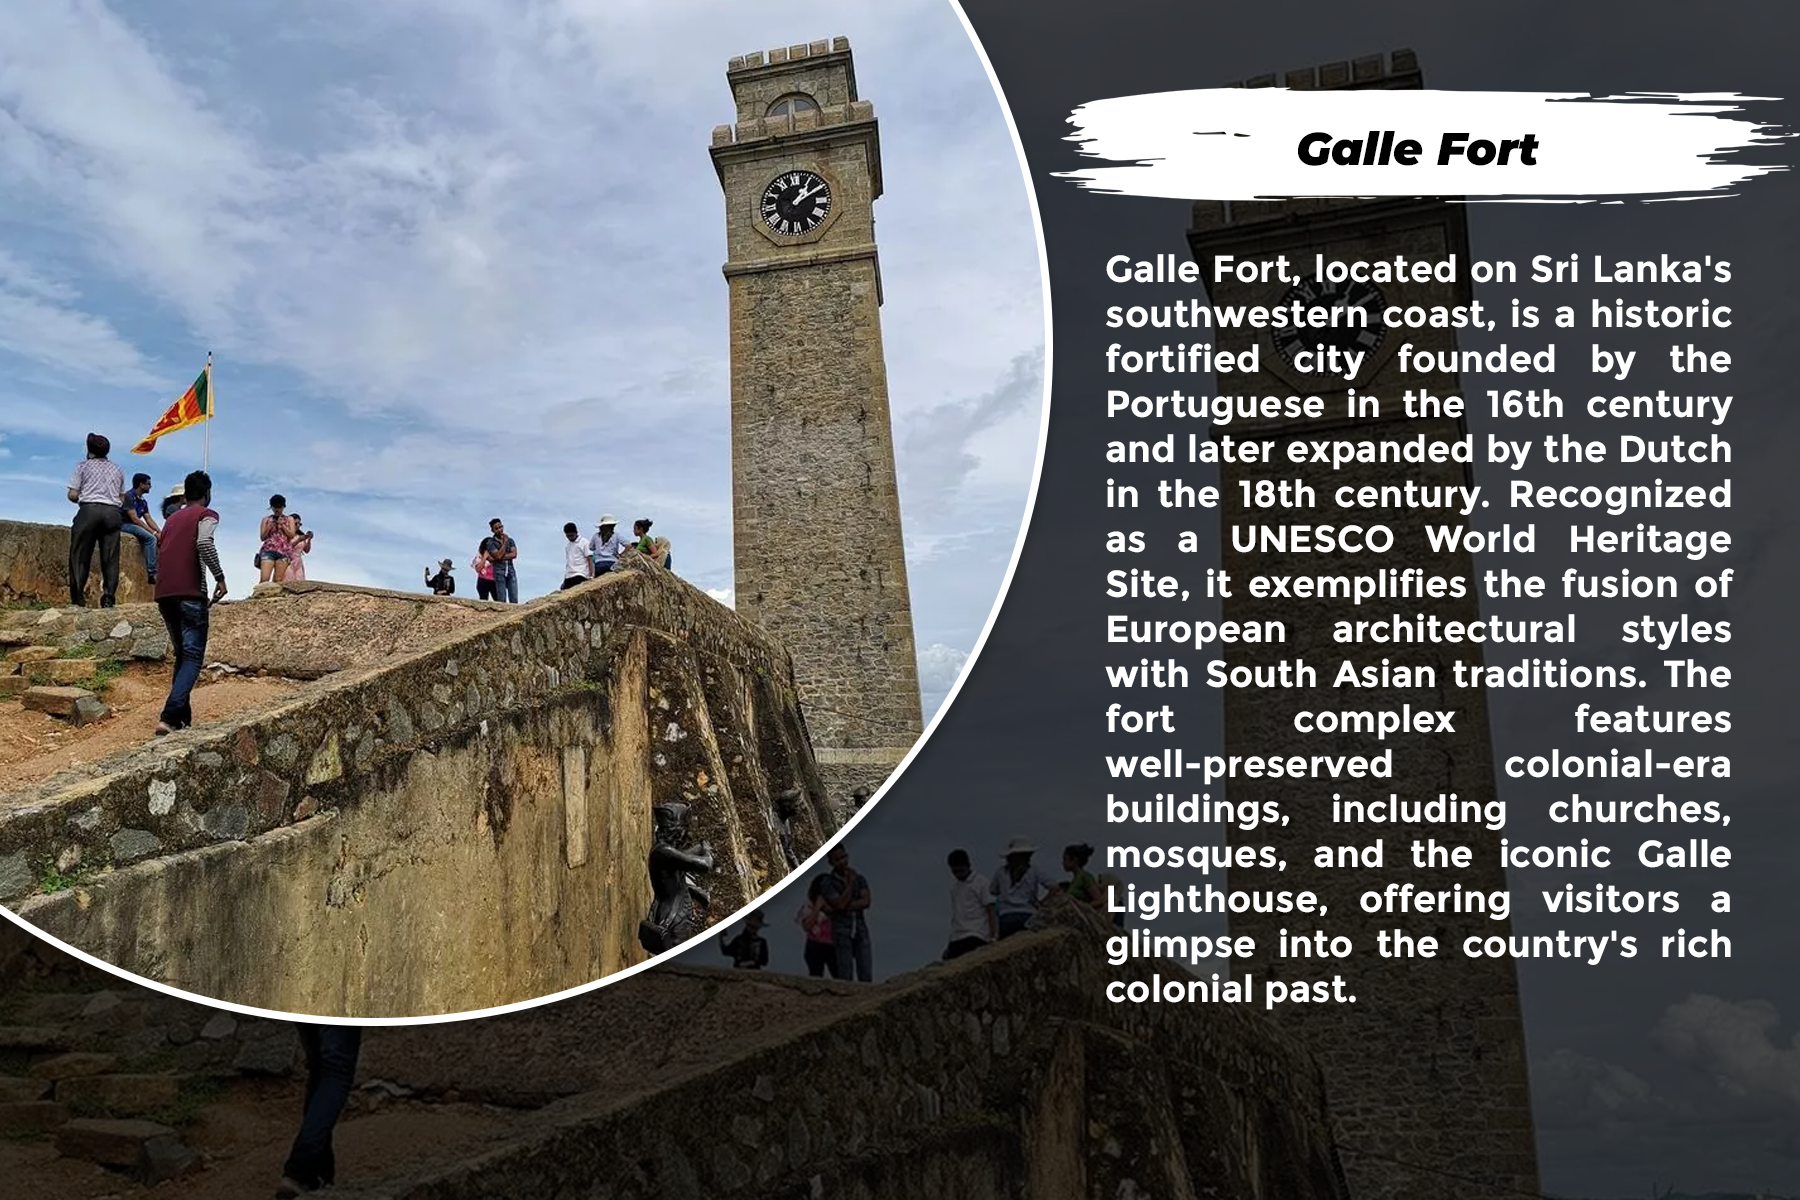 Galle Fort
Galle Fort, located on Sri Lanka's
southwestern coast, is a historic
fortified city founded by the
Portuguese in the 16th century
and later expanded by the Dutch
in the 18th century. Recognized
as a UNESCO World Heritage
Site, it exemplifies the fusion of
European architectural styles
with South Asian traditions. The
fort complex features
well-preserved colonial-era
buildings, including churches,
mosques, and the iconic Galle
Lighthouse, offering visitors a
glimpse into the country's rich
colonial past.